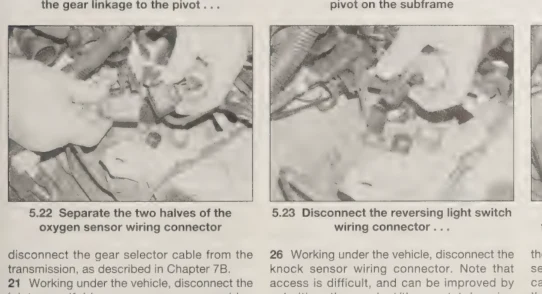 the gear linkage to the pivot . . .
pivot on the subframe
5.22 Separate the two halves of the
oxygen sensor wiring connector
5.23 Disconnect the reversing light switch
wiring connector . . .
disconnect the gear selector cable from the
transmission, as described in Chapter 7B.
21 Working under the vehicle, disconnect the
26 Working under the vehicle, disconnect the
knock sensor wiring connector. Note that
access is difficult, and can be improved by